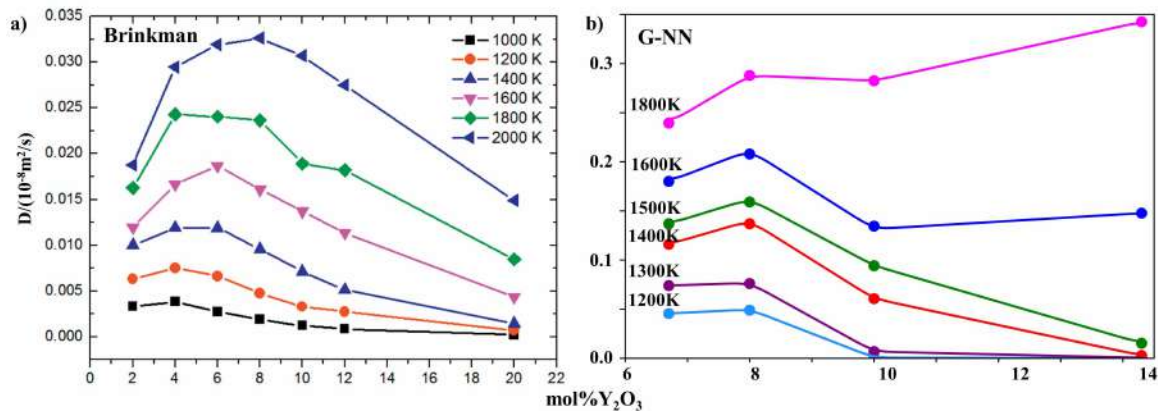 a)
Brinkman
1000 K
1200 K
1400 K
1600 K
1800 K
2000 K
D/(10⁻⁸m²/s)
0.035
0.030
0.025
0.020
0.015
0.010
0.005
0.000
0 2 4 6 8 10 12 14 16 18 20 22
b)
G-NN
0.3
0.2
0.1
0.0
1800K
1600K
1500K
1400K
1300K
1200K
6 8 10 12 14
mol%Y₂O₃